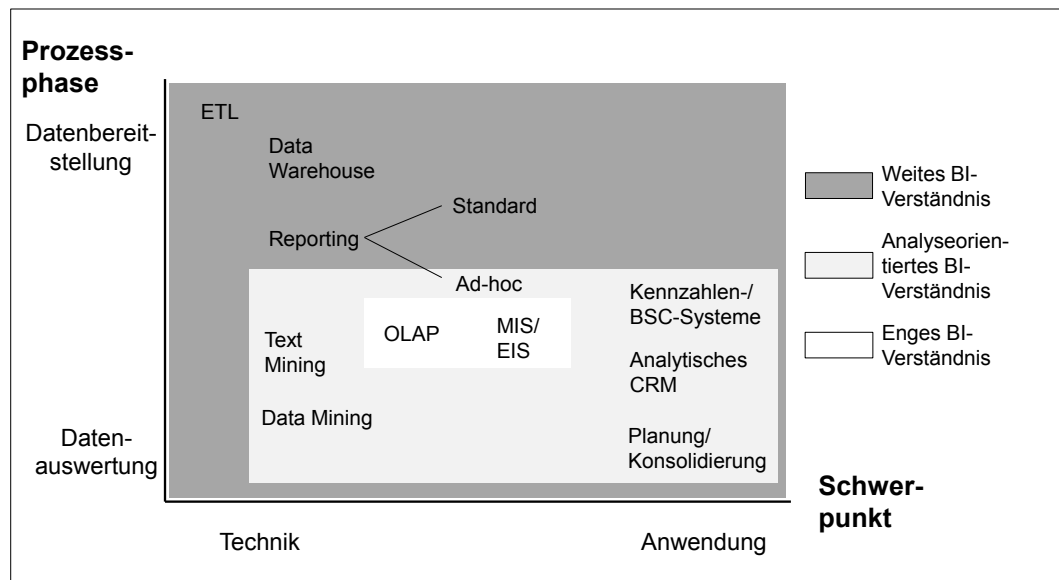 Prozess-
phase
Datenbereit-
stellung
ETL
Data
Warehouse
Standard
Reporting
Ad-hoc
OLAP
MIS/
EIS
Kennzahlen-/
BSC-Systeme
Text
Mining
Analytisches
CRM
Data Mining
Planung/
Konsolidierung
Daten-
auswertung
Technik
Anwendung
Schwer-
punkt
Weites BI-
Verständnis
Analyseorien-
tiertes BI-
Verständnis
Enges BI-
Verständnis